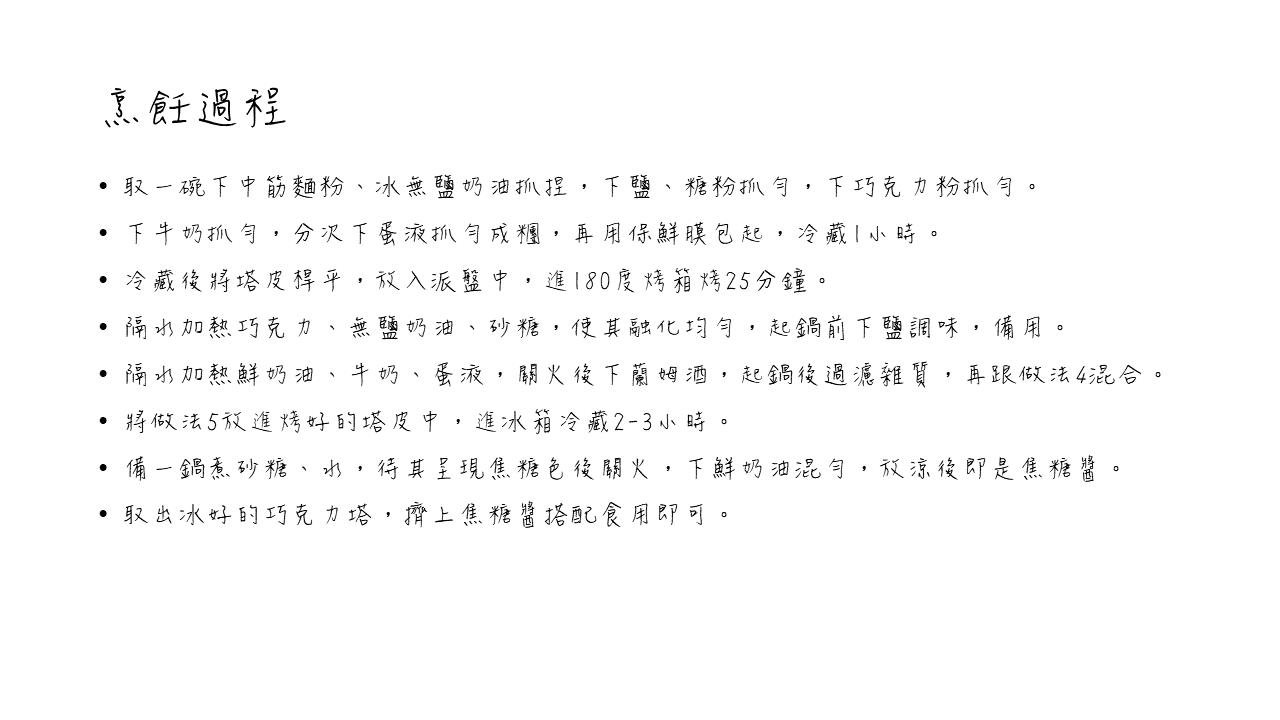 烹飪過程
• 取一碗下中筋麵粉、冰無鹽奶油抓捏，下鹽、糖粉抓勻，下巧克力粉抓勻。
• 下牛奶抓勻，分次下蛋液抓勻成糰，再用保鮮膜包起，冷藏1小時。
• 冷藏後將塔皮桿平，放入派盤中，進180度烤箱烤25分鐘。
• 隔水加熱巧克力、無鹽奶油、砂糖，使其融化均勻，起鍋前下鹽調味，備用。
• 隔水加熱鮮奶油、牛奶、蛋液，關火後下蘭姆酒，起鍋後過濾雜質，再跟做法4混合。
• 將做法5放進烤好的塔皮中，進冰箱冷藏2-3小時。
• 備一鍋煮砂糖、水，待其呈現焦糖色後關火，下鮮奶油混勻，放涼後即是焦糖醬。
• 取出冰好的巧克力塔，擠上焦糖醬搭配食用即可。